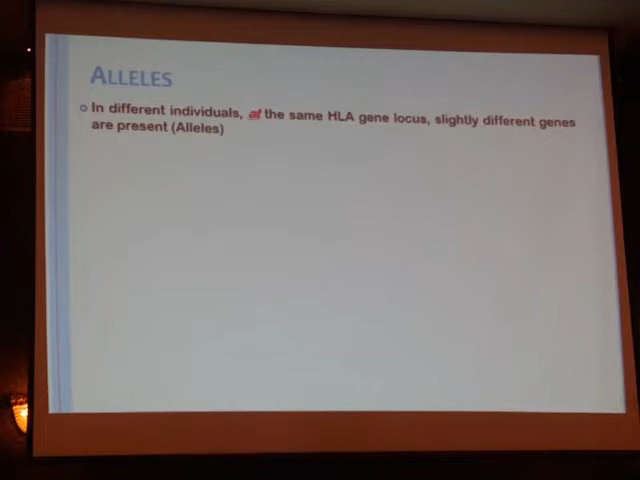 ALLELES
In different individuals, at the same HLA gene locus, slightly different genes
are present (Alleles)